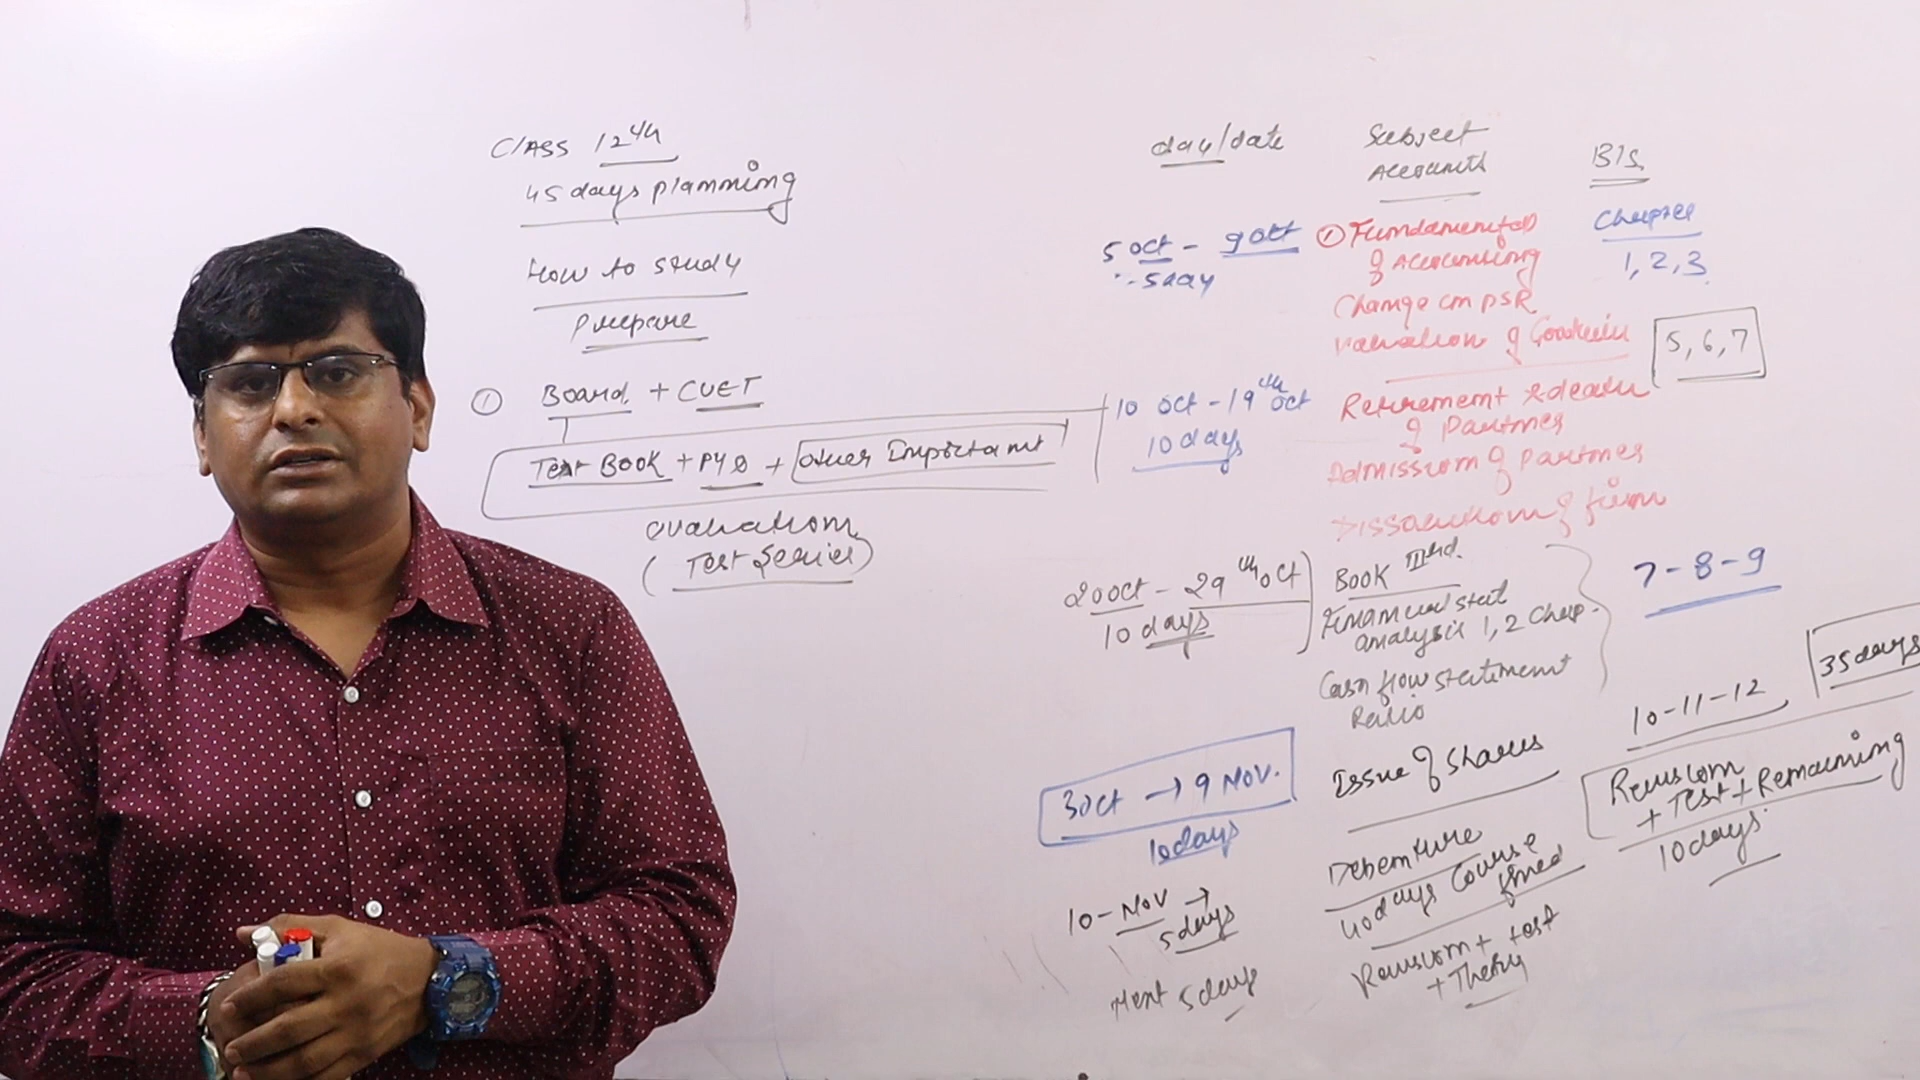 CLASS 12th
45 days planning
How to study
prepare
① Board + CUET
Text BOOK + PYQ + Other Important
evaluation
(Test Series)
day/date
Subject
Accounts
B/S
5 oct - 9 oct
5 day
① Fundamental
of Accounting
Change in PSR
valuation of Goodwill
Chapter
1, 2, 3
5, 6, 7
10 oct - 19th oct
10 days
Retirement & death
of Partner
Admission of partner
Dissolution of firm
20 oct - 29th oct
10 days
BOOK IIIrd.
Financial stat
analysis 1, 2 Chap.
Cash flow statement
Ratio
7 - 8 - 9
10 - 11 - 12
35 days
3 oct → 9 Nov.
10 days
Issue of shares
Debenture
40 days Course
Revision
+ Test + Remaining
10 days
10 - Nov →
5 days
Next 5 days
Revision + test
+ Theory